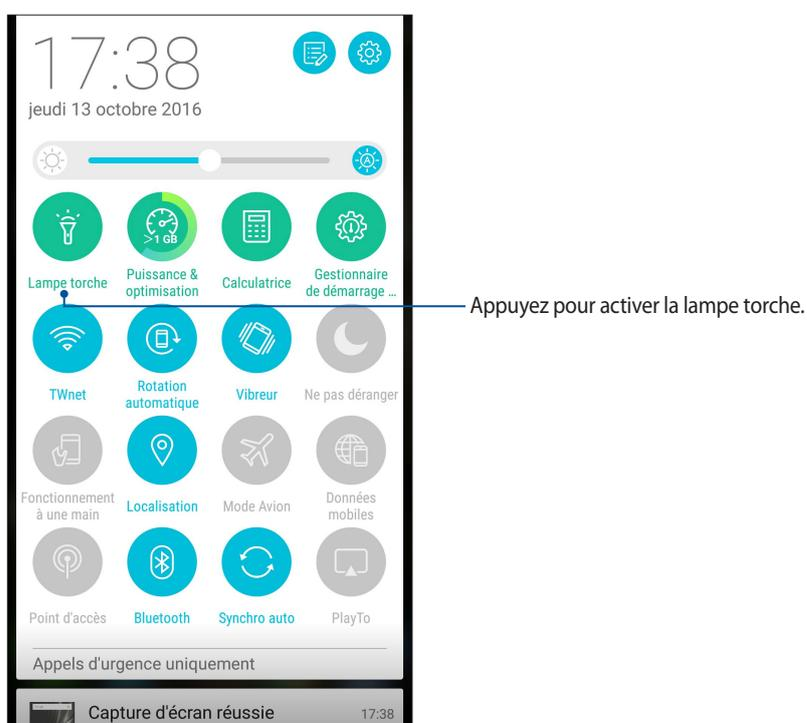 17:38
jeudi 13 octobre 2016
A
>1 GB
Lampe torche
Puissance &
optimisation
Calculatrice
Gestionnaire
de démarrage ...
Appuyez pour activer la lampe torche.
TWnet
Rotation
automatique
Vibreur
Ne pas déranger
Fonctionnement
à une main
Localisation
Mode Avion
Données
mobiles
Point d'accès
Bluetooth
Synchro auto
PlayTo
Appels d'urgence uniquement
Capture d'écran réussie
17:38